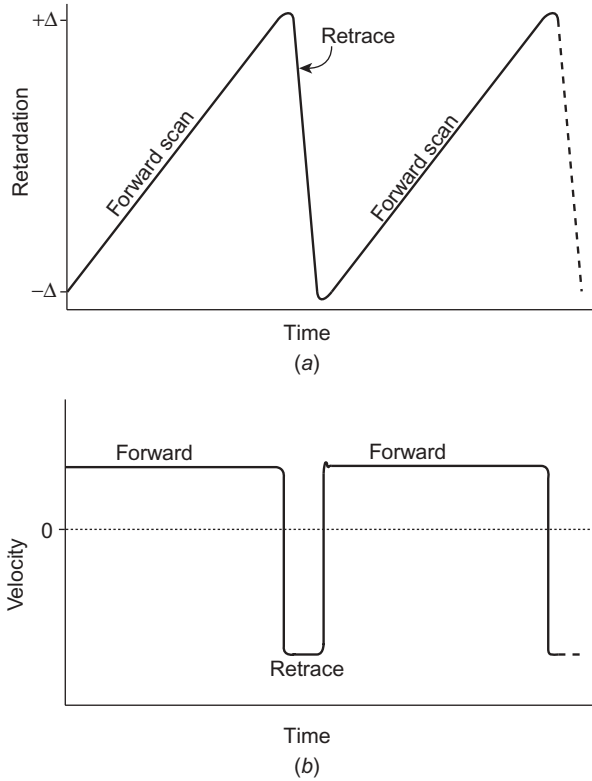 +Δ
Retrace
Retardation
Forward scan
Forward scan
−Δ
Time
(a)
Forward
Forward
0
Velocity
Retrace
Time
(b)